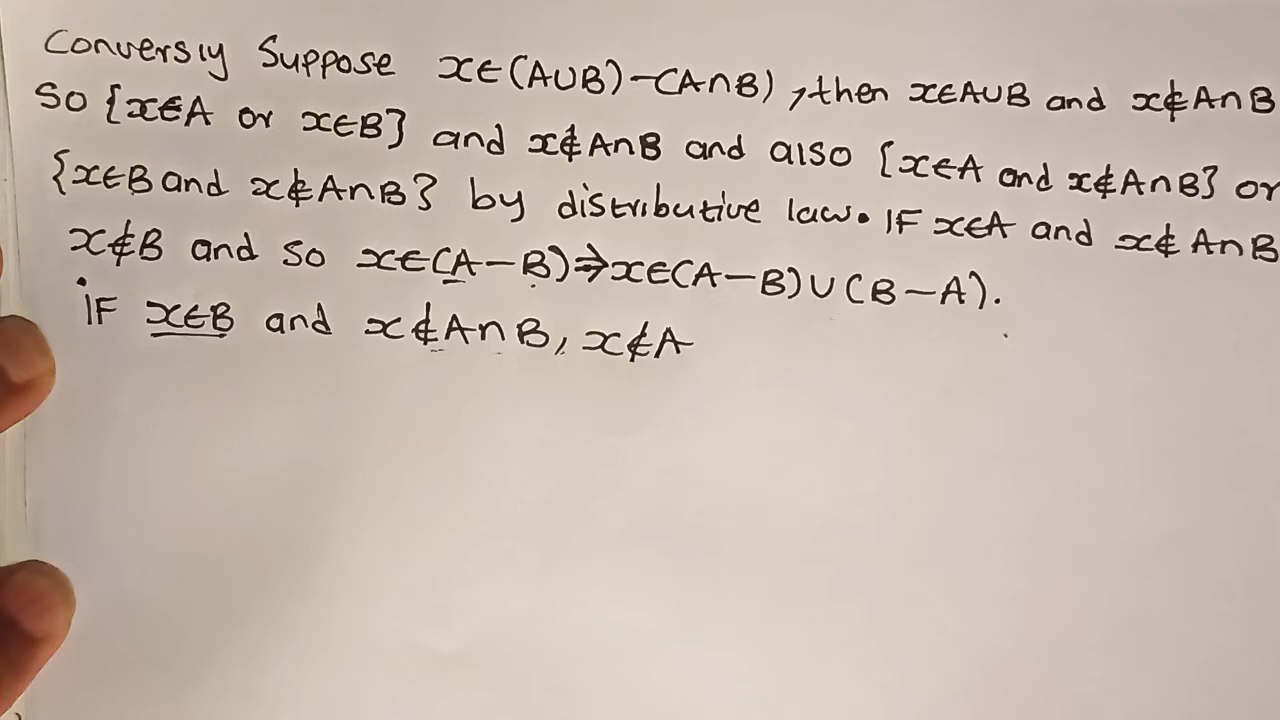 Conversly Suppose x∈(A∪B)-(A∩B), then x∈A∪B and x∉A∩B
So {x∈A or x∈B} and x∉A∩B and also {x∈A and x∉A∩B} or
{x∈B and x∉A∩B} by distributive law. IF x∈A and x∉A∩B
x∉B and so x∈(A-B)⇒x∈(A-B)∪(B-A).
iF x∈B and x∉A∩B, x∉A